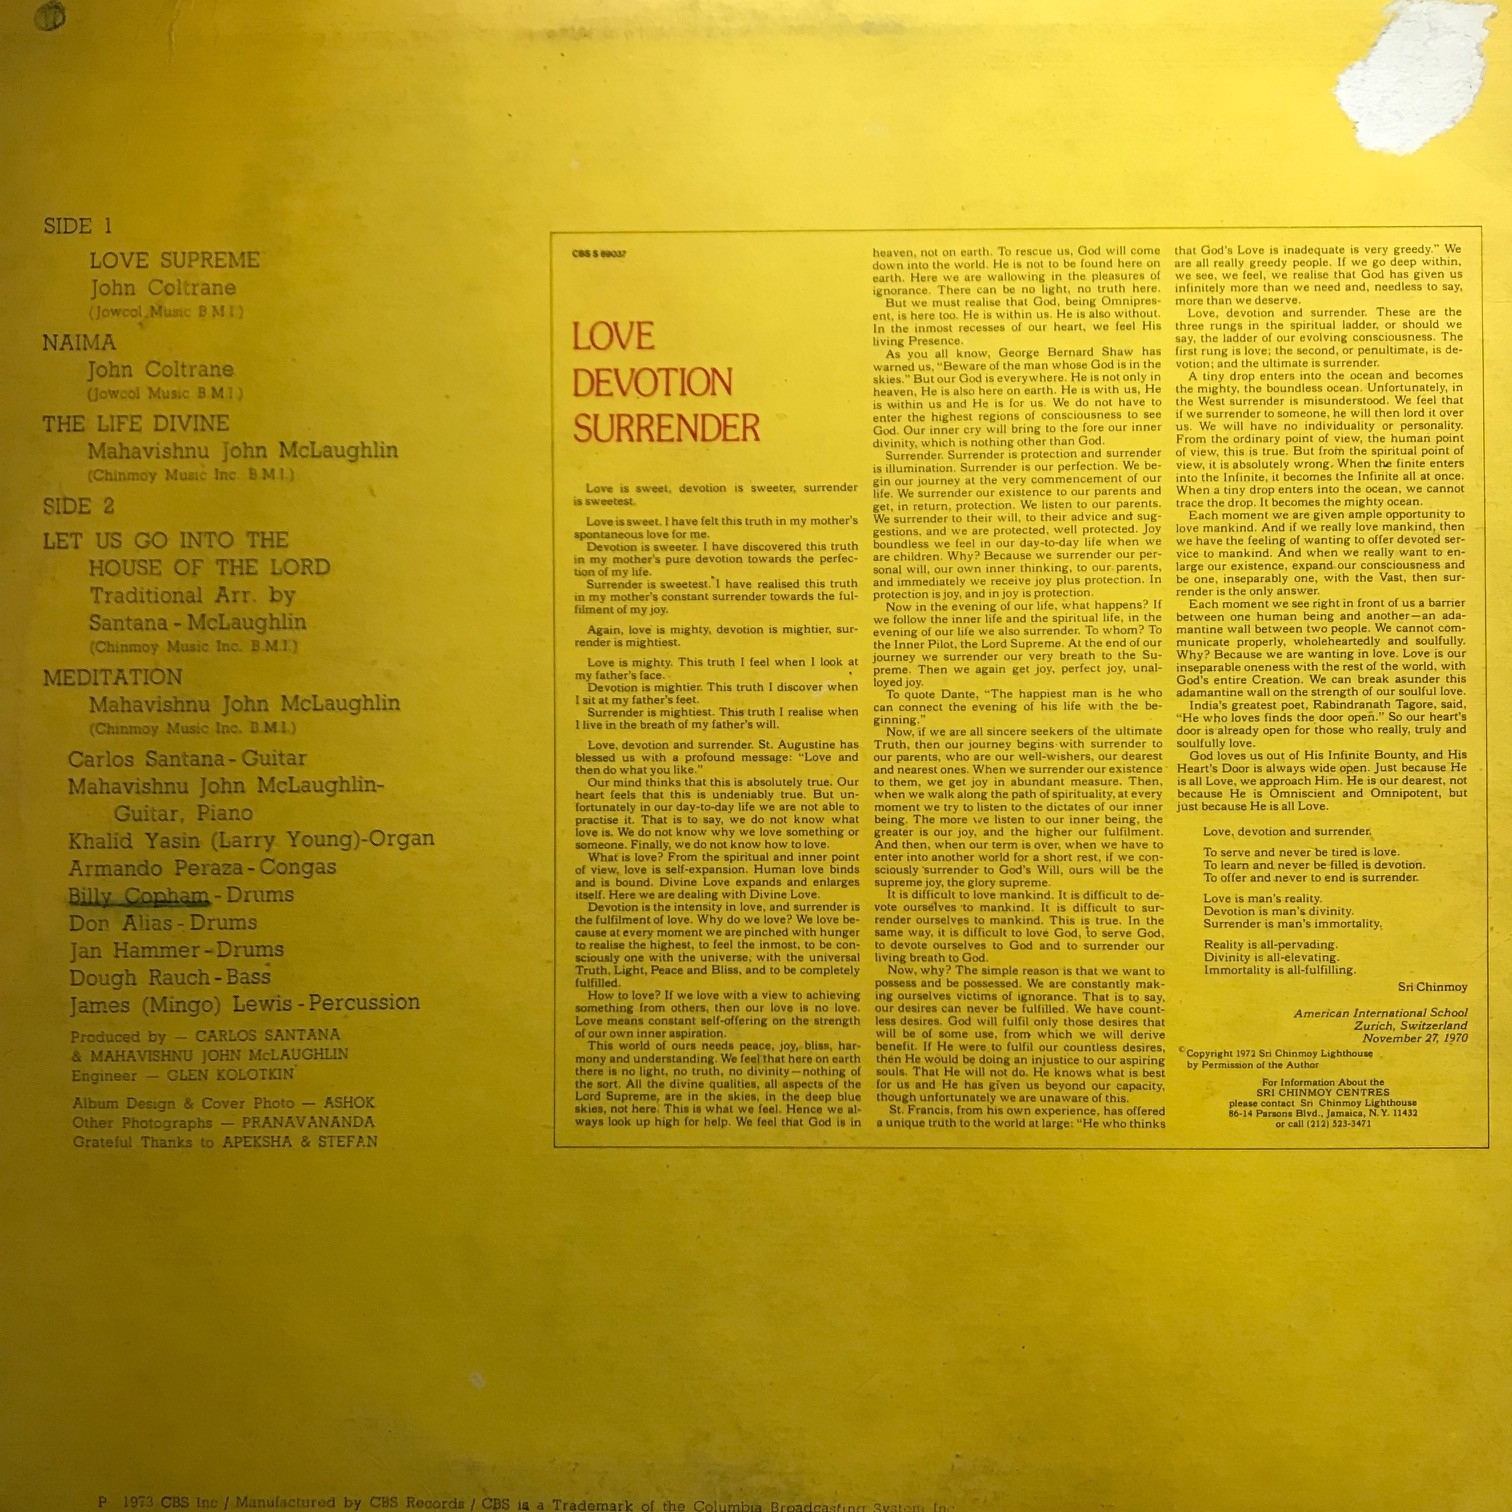 SIDE 1
LOVE SUPREME
John Coltrane
(Jowcol Music B.M.I.)
NAIMA
John Coltrane
(Jowcol Music B.M.I.)
THE LIFE DIVINE
Mahavishnu John McLaughlin
(Chinmoy Music Inc. B.M.I.)
SIDE 2
LET US GO INTO THE
HOUSE OF THE LORD
Traditional Arr. by
Santana - McLaughlin
(Chinmoy Music Inc. B.M.I.)
MEDITATION
Mahavishnu John McLaughlin
(Chinmoy Music Inc. B.M.I.)
Carlos Santana - Guitar
Mahavishnu John McLaughlin-
Guitar, Piano
Khalid Yasin (Larry Young)-Organ
Armando Peraza - Congas
Billy Copham - Drums
Don Alias - Drums
Jan Hammer - Drums
Dough Rauch - Bass
James (Mingo) Lewis - Percussion
Produced by — CARLOS SANTANA
& MAHAVISHNU JOHN McLAUGHLIN
Engineer — GLEN KOLOTKIN
Album Design & Cover Photo — ASHOK
Other Photographs — PRANAVANANDA
Grateful Thanks to APEKSHA & STEFAN
CBS S 69037
LOVE
DEVOTION
SURRENDER
Love is sweet, devotion is sweeter, surrender
is sweetest.
Love is sweet. I have felt this truth in my mother's
spontaneous love for me.
Devotion is sweeter. I have discovered this truth
in my mother's pure devotion towards the perfec-
tion of my life.
Surrender is sweetest. I have realised this truth
in my mother's constant surrender towards the ful-
filment of my joy.
Again, love is mighty, devotion is mightier, sur-
render is mightiest.
Love is mighty. This truth I feel when I look at
my father's face.
Devotion is mightier. This truth I discover when
I sit at my father's feet.
Surrender is mightiest. This truth I realise when
I live in the breath of my father's will.
Love, devotion and surrender. St. Augustine has
blessed us with a profound message: "Love and
then do what you like."
Our mind thinks that this is absolutely true. Our
heart feels that this is undeniably true. But un-
fortunately in our day-to-day life we are not able to
practise it. That is to say, we do not know what
love is. We do not know why we love something or
someone. Finally, we do not know how to love.
What is love? From the spiritual and inner point
of view, love is self-expansion. Human love binds
and is bound. Divine Love expands and enlarges
itself. Here we are dealing with Divine Love.
Devotion is the intensity in love, and surrender is
the fulfilment of love. Why do we love? We love be-
cause at every moment we are pinched with hunger
to realise the highest, to feel the inmost, to be con-
sciously one with the universe, with the universal
Truth, Light, Peace and Bliss, and to be completely
fulfilled.
How to love? If we love with a view to achieving
something from others, then our love is no love.
Love means constant self-offering on the strength
of our own inner aspiration.
This world of ours needs peace, joy, bliss, har-
mony and understanding. We feel that here on earth
there is no light, no truth, no divinity—nothing of
the sort. All the divine qualities, all aspects of the
Lord Supreme, are in the skies, in the deep blue
skies, not here. This is what we feel. Hence we al-
ways look up high for help. We feel that God is in
heaven, not on earth. To rescue us, God will come
down into the world. He is not to be found here on
earth. Here we are wallowing in the pleasures of
ignorance. There can be no light, no truth here.
But we must realise that God, being Omnipres-
ent, is here too. He is within us. He is also without.
In the inmost recesses of our heart, we feel His
living Presence.
As you all know, George Bernard Shaw has
warned us, "Beware of the man whose God is in the
skies." But our God is everywhere. He is not only in
heaven, He is also here on earth. He is with us, He
is within us and He is for us. We do not have to
enter the highest regions of consciousness to see
God. Our inner cry will bring to the fore our inner
divinity, which is nothing other than God.
Surrender. Surrender is protection and surrender
is illumination. Surrender is our perfection. We be-
gin our journey at the very commencement of our
life. We surrender our existence to our parents and
get, in return, protection. We listen to our parents.
We surrender to their will, to their advice and sug-
gestions, and we are protected, well protected. Joy
boundless we feel in our day-to-day life when we
are children. Why? Because we surrender our per-
sonal will, our own inner thinking, to our parents,
and immediately we receive joy plus protection. In
protection is joy, and in joy is protection.
Now in the evening of our life, what happens? If
we follow the inner life and the spiritual life, in the
evening of our life we also surrender. To whom? To
the Inner Pilot, the Lord Supreme. At the end of our
journey we surrender our very breath to the Su-
preme. Then we again get joy, perfect joy, unal-
loyed joy.
To quote Dante, "The happiest man is he who
can connect the evening of his life with the be-
ginning."
Now, if we are all sincere seekers of the ultimate
Truth, then our journey begins with surrender to
our parents, who are our well-wishers, our dearest
and nearest ones. When we surrender our existence
to them, we get joy in abundant measure. Then,
when we walk along the path of spirituality, at every
moment we try to listen to the dictates of our inner
being. The more we listen to our inner being, the
greater is our joy, and the higher our fulfilment.
And then, when our term is over, when we have to
enter into another world for a short rest, if we con-
sciously surrender to God's Will, ours will be the
supreme joy, the glory supreme.
It is difficult to love mankind. It is difficult to de-
vote ourselves to mankind. It is difficult to sur-
render ourselves to mankind. This is true. In the
same way, it is difficult to love God, to serve God,
to devote ourselves to God and to surrender our
living breath to God.
Now, why? The simple reason is that we want to
possess and be possessed. We are constantly mak-
ing ourselves victims of ignorance. That is to say,
our desires can never be fulfilled. We have count-
less desires. God will fulfil only those desires that
will be of some use, from which we will derive
benefit. If He were to fulfil our countless desires,
then He would be doing an injustice to our aspiring
souls. That He will not do. He knows what is best
for us and He has given us beyond our capacity,
though unfortunately we are unaware of this.
St. Francis, from his own experience, has offered
a unique truth to the world at large: "He who thinks
that God's Love is inadequate is very greedy." We
are all really greedy people. If we go deep within,
we see, we feel, we realise that God has given us
infinitely more than we need and, needless to say,
more than we deserve.
Love, devotion and surrender. These are the
three rungs in the spiritual ladder, or should we
say, the ladder of our evolving consciousness. The
first rung is love; the second, or penultimate, is de-
votion; and the ultimate is surrender.
A tiny drop enters into the ocean and becomes
the mighty, the boundless ocean. Unfortunately, in
the West surrender is misunderstood. We feel that
if we surrender to someone, he will then lord it over
us. We will have no individuality or personality.
From the ordinary point of view, the human point
of view, this is true. But from the spiritual point of
view, it is absolutely wrong. When the finite enters
into the Infinite, it becomes the Infinite all at once.
When a tiny drop enters into the ocean, we cannot
trace the drop. It becomes the mighty ocean.
Each moment we are given ample opportunity to
love mankind. And if we really love mankind, then
we have the feeling of wanting to offer devoted ser-
vice to mankind. And when we really want to en-
large our existence, expand our consciousness and
be one, inseparably one, with the Vast, then sur-
render is the only answer.
Each moment we see right in front of us a barrier
between one human being and another—an ada-
mantine wall between two people. We cannot com-
municate properly, wholeheartedly and soulfully.
Why? Because we are wanting in love. Love is our
inseparable oneness with the rest of the world, with
God's entire Creation. We can break asunder this
adamantine wall on the strength of our soulful love.
India's greatest poet, Rabindranath Tagore, said,
"He who loves finds the door open." So our heart's
door is already open for those who really, truly and
soulfully love.
God loves us out of His Infinite Bounty, and His
Heart's Door is always wide open. Just because He
is all Love, we approach Him. He is our dearest, not
because He is Omniscient and Omnipotent, but
just because He is all Love.
Love, devotion and surrender.
To serve and never be tired is love.
To learn and never be filled is devotion.
To offer and never to end is surrender.
Love is man's reality.
Devotion is man's divinity.
Surrender is man's immortality.
Reality is all-pervading.
Divinity is all-elevating.
Immortality is all-fulfilling.
Sri Chinmoy
American International School
Zurich, Switzerland
November 27, 1970
© Copyright 1972 Sri Chinmoy Lighthouse
by Permission of the Author
For Information About the
SRI CHINMOY CENTRES
please contact Sri Chinmoy Lighthouse
86-14 Parsons Blvd., Jamaica, N.Y. 11432
or call (212) 523-3471
P 1973 CBS Inc / Manufactured by CBS Records / CBS is a Trademark of the Columbia Broadcasting System Inc.